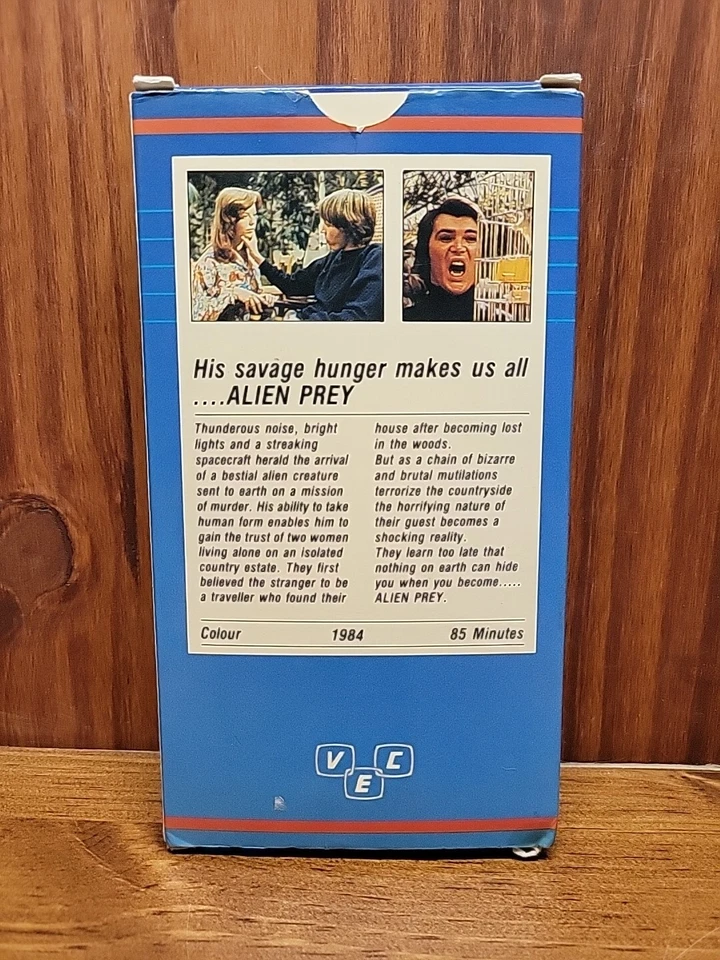 His savage hunger makes us all
....ALIEN PREY
Thunderous noise, bright
lights and a streaking
spacecraft herald the arrival
of a bestial alien creature
sent to earth on a mission
of murder. His ability to take
human form enables him to
gain the trust of two women
living alone on an isolated
country estate. They first
believed the stranger to be
a traveller who found their
house after becoming lost
in the woods.
But as a chain of bizarre
and brutal mutilations
terrorize the countryside
the horrifying nature of
their guest becomes a
shocking reality.
They learn too late that
nothing on earth can hide
you when you become.....
ALIEN PREY.
Colour 1984 85 Minutes
V E C